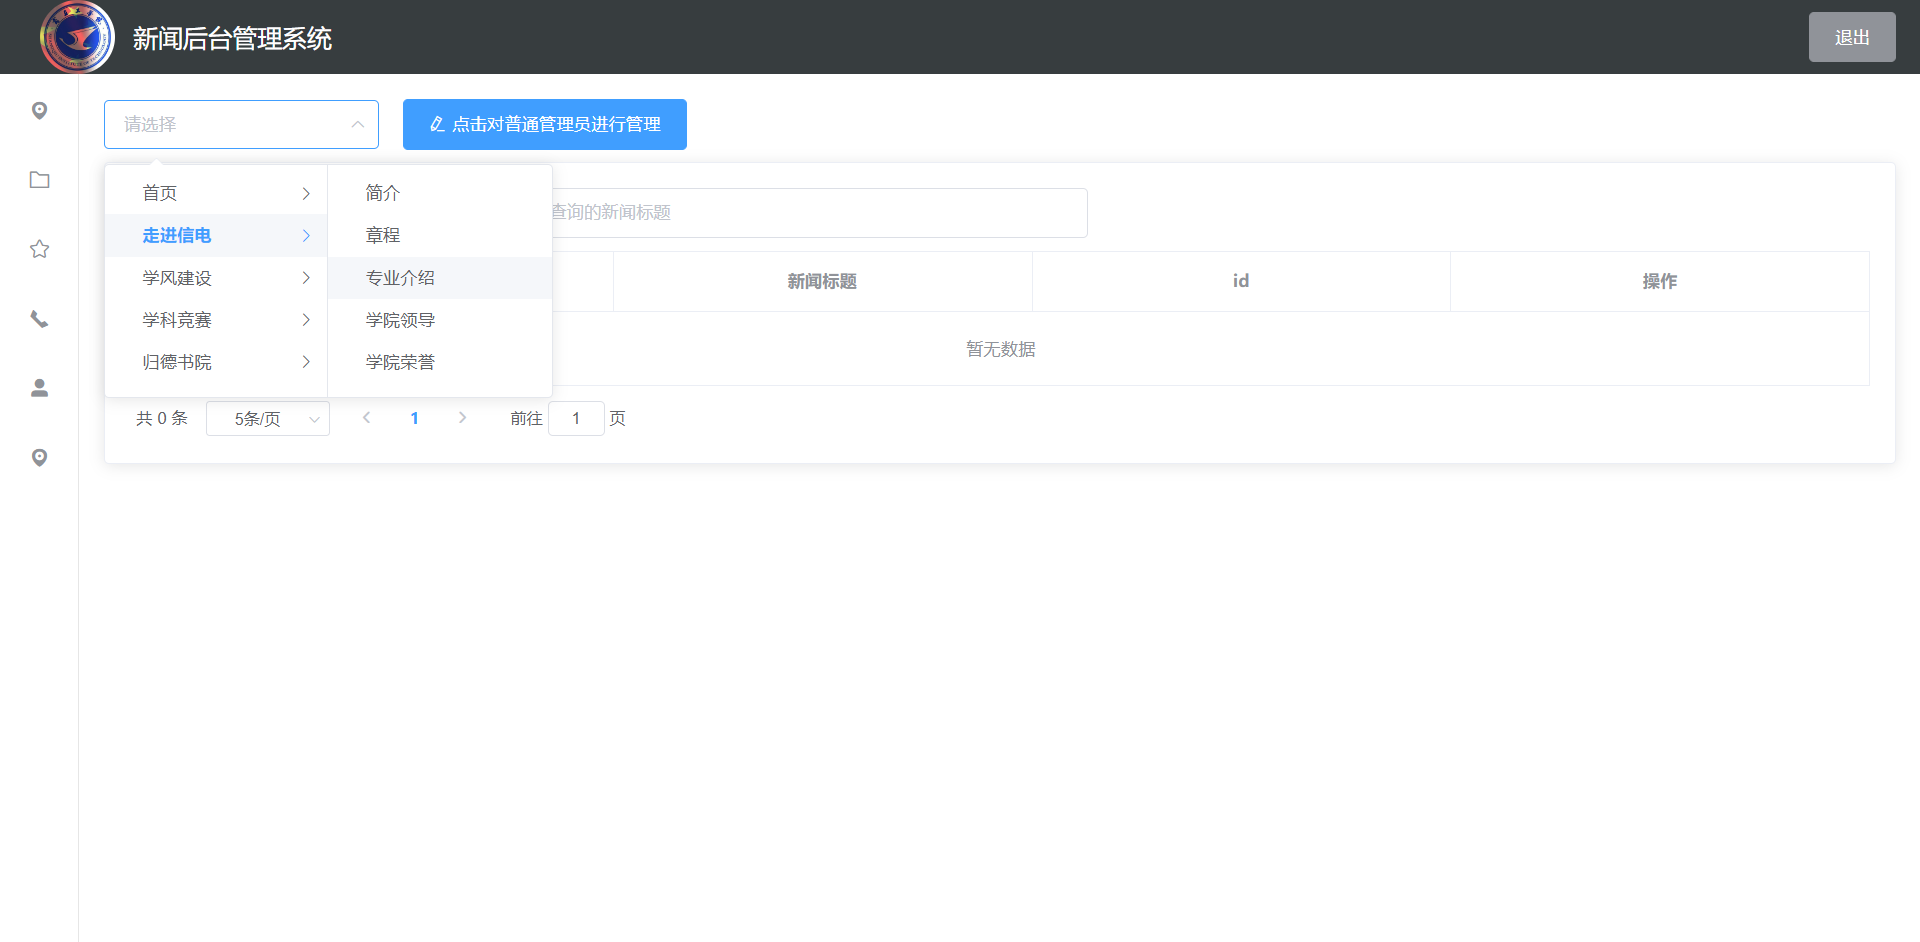 新闻后台管理系统
退出
请选择
点击对普通管理员进行管理
首页
走进信电
学风建设
学科竞赛
归德书院
简介
章程
专业介绍
学院领导
学院荣誉
查询的新闻标题
新闻标题
id
操作
暂无数据
共 0 条
5条/页
1
前往 1 页